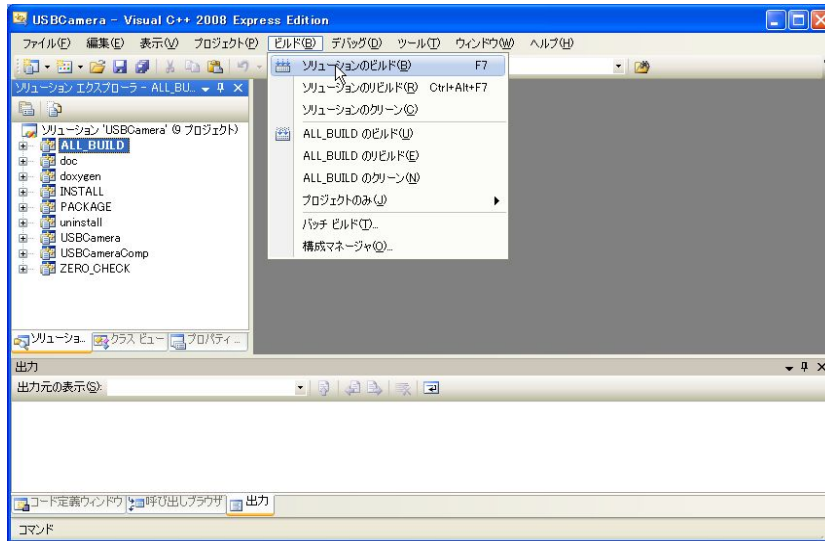 USBCamera - Visual C++ 2008 Express Edition
ファイル(F) 編集(E) 表示(V) プロジェクト(P) ビルド(B) デバッグ(D) ツール(T) ウィンドウ(W) ヘルプ(H)
ソリューションのビルド(B) F7
ソリューションのリビルド(R) Ctrl+Alt+F7
ソリューションのクリーン(C)
ALL_BUILD のビルド(U)
ALL_BUILD のリビルド(E)
ALL_BUILD のクリーン(N)
プロジェクトのみ(J)
バッチ ビルド(T)...
構成マネージャ(O)...
ソリューション エクスプローラ - ALL_BU...
ソリューション 'USBCamera' (9 プロジェクト)
ALL_BUILD
doc
doxygen
INSTALL
PACKAGE
uninstall
USBCamera
USBCameraComp
ZERO_CHECK
ソリューショ... クラス ビュー プロパティ ...
出力
出力元の表示(S):
コード定義ウィンドウ 呼び出しブラウザ 出力
コマンド